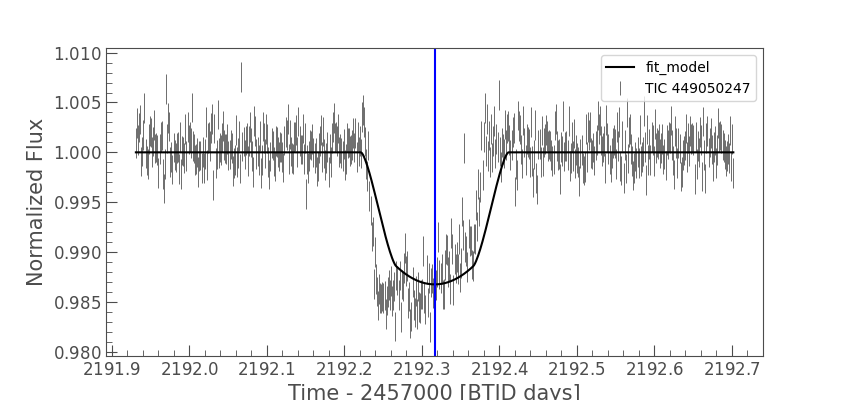 1.010
1.005
1.000
0.995
0.990
0.985
0.980
Normalized Flux
fit_model
TIC 449050247
2191.9 2192.0 2192.1 2192.2 2192.3 2192.4 2192.5 2192.6 2192.7
Time - 2457000 [BTJD days]